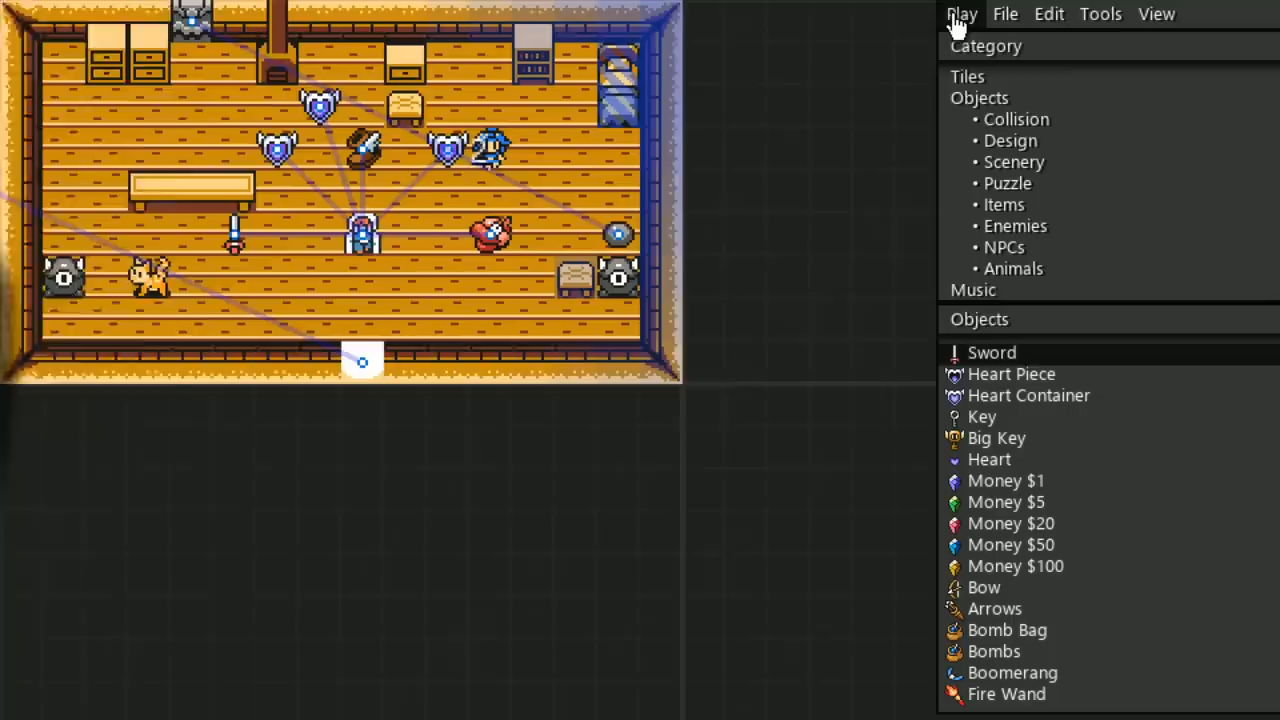 Play File Edit Tools View
Category
Tiles
Objects
• Collision
• Design
• Scenery
• Puzzle
• Items
• Enemies
• NPCs
• Animals
Music
Objects
Sword
Heart Piece
Heart Container
Key
Big Key
Heart
Money $1
Money $5
Money $20
Money $50
Money $100
Bow
Arrows
Bomb Bag
Bombs
Boomerang
Fire Wand